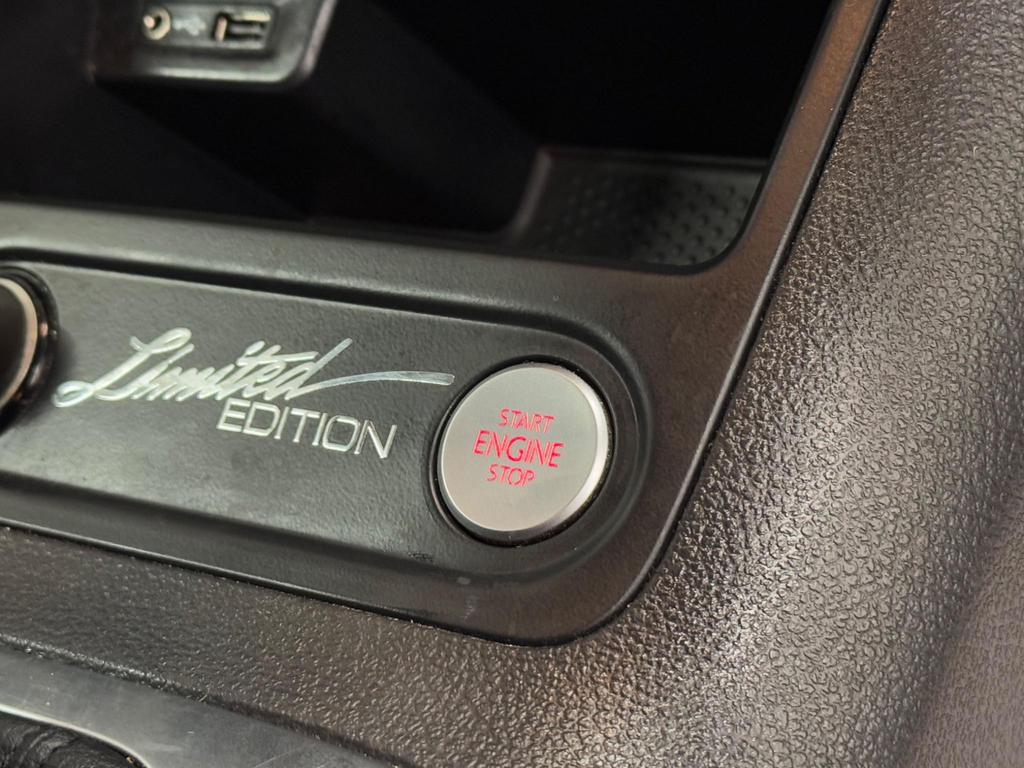 Limited
EDITION
START
ENGINE
STOP